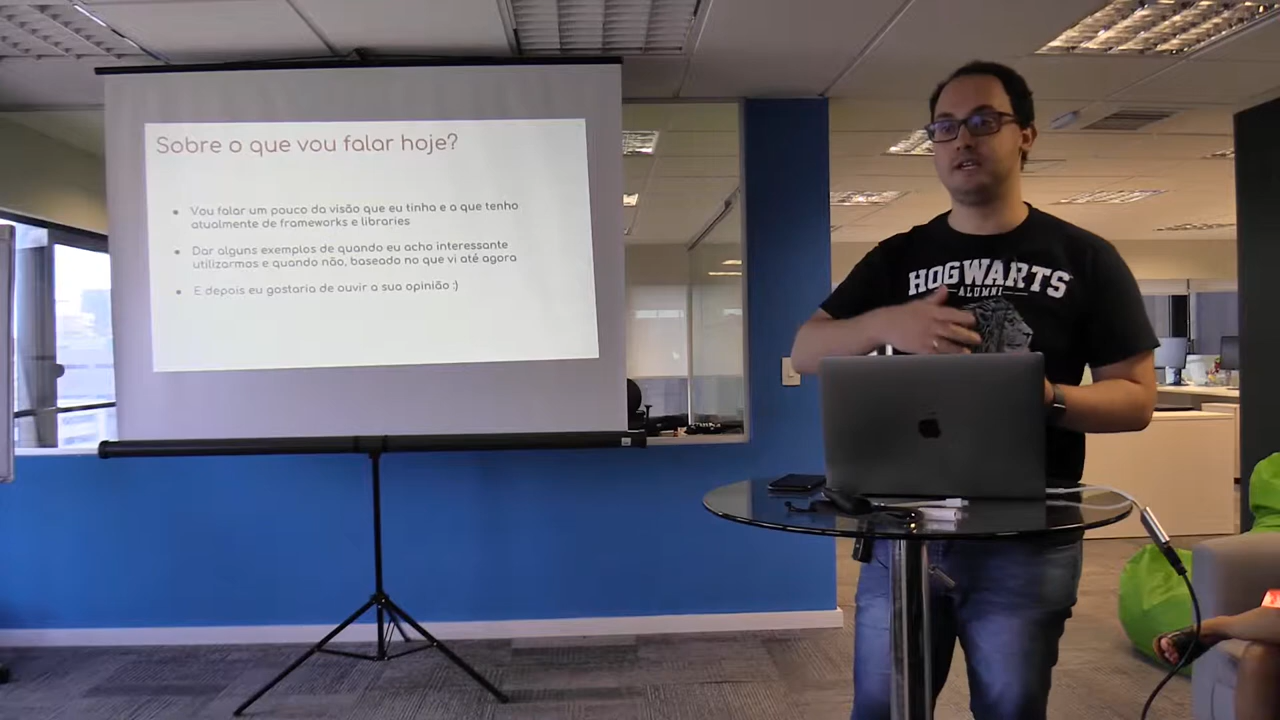 Sobre o que vou falar hoje?
● Vou falar um pouco da visão que eu tinha e a que tenho
atualmente de frameworks e libraries
● Dar alguns exemplos de quando eu acho interessante
utilizarmos e quando não, baseado no que vi até agora
● E depois eu gostaria de ouvir a sua opinião :)
HOGWARTS
ALUMNI